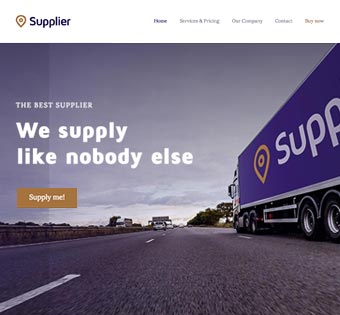 Supplier
Home Services & Pricing Our Company Contact Buy now
THE BEST SUPPLIER
We supply
like nobody else
Supply me!
Supp